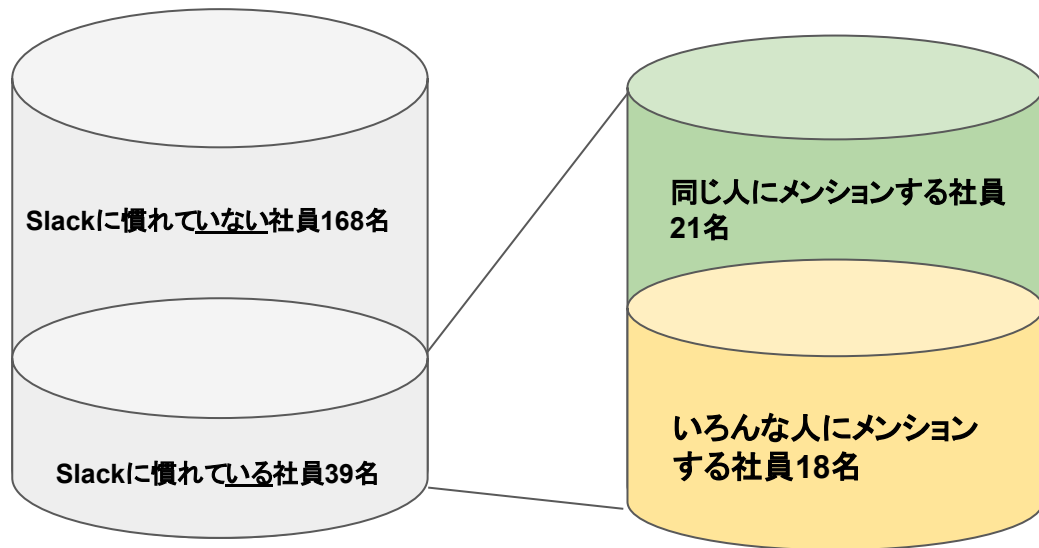 Slackに慣れていない社員168名
Slackに慣れている社員39名
同じ人にメンションする社員
21名
いろんな人にメンション
する社員18名